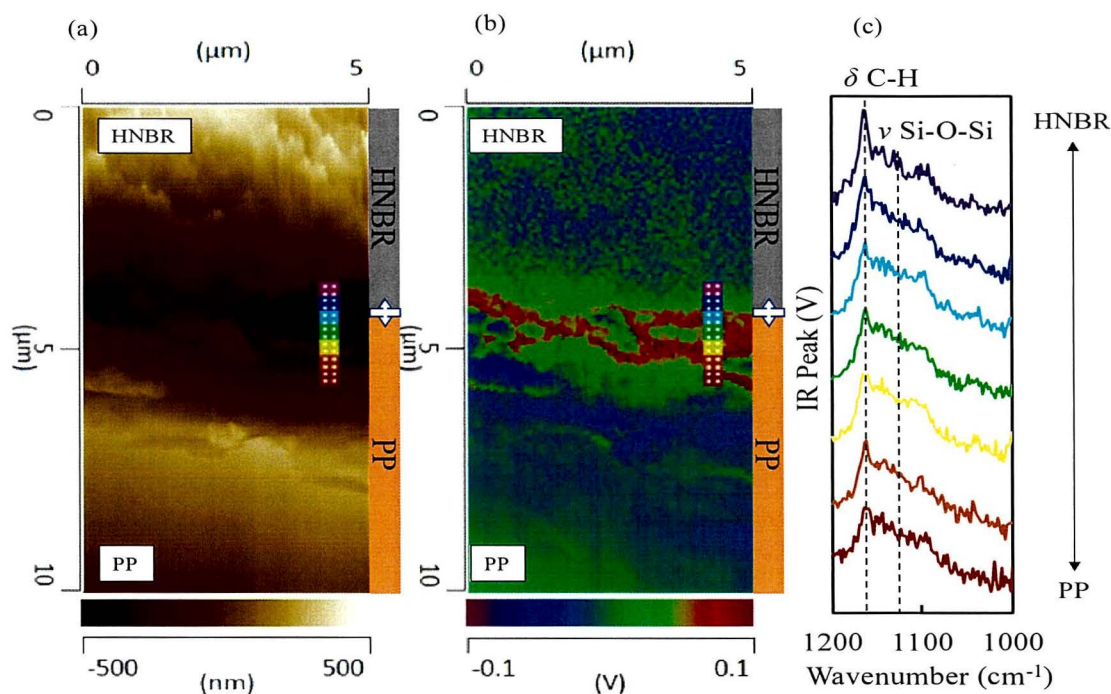 (a)
(µm)
0
5
HNBR
HNBR
PP
PP
0
5
10
(µm)
-500
500
(nm)
(b)
(µm)
0
5
HNBR
HNBR
PP
PP
0
5
10
(µm)
-0.1
0.1
(V)
(c)
δ C-H
ν Si-O-Si
HNBR
PP
IR Peak (V)
1200
1100
1000
Wavenumber (cm⁻¹)